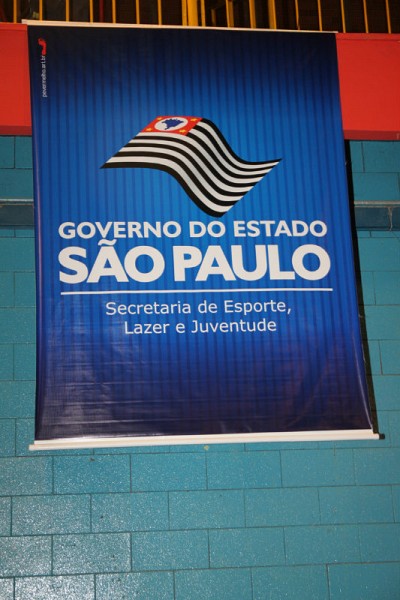 GOVERNO DO ESTADO
SÃO PAULO
Secretaria de Esporte,
Lazer e Juventude